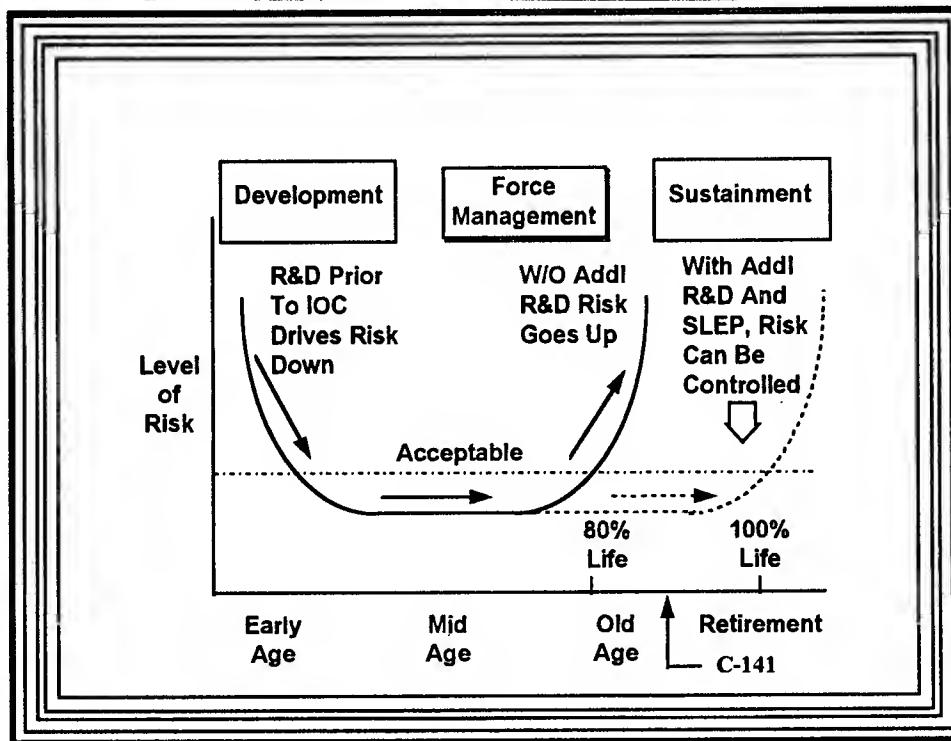 Development
Force
Management
Sustainment
R&D Prior
To IOC
Drives Risk
Down
W/O Addl
R&D Risk
Goes Up
With Addl
R&D And
SLEP, Risk
Can Be
Controlled
Level
of
Risk
Acceptable
80%
Life
100%
Life
Early
Age
Mid
Age
Old
Age
Retirement
C-141